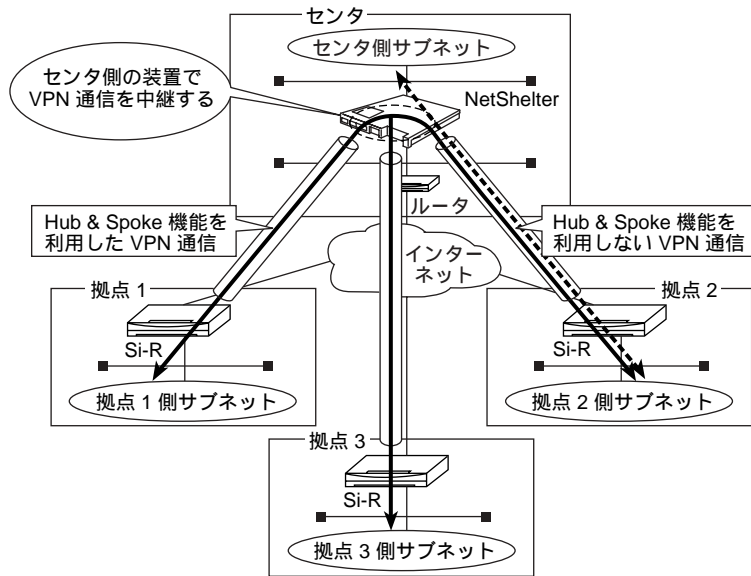 センタ
センタ側サブネット
センタ側の装置で
VPN 通信を中継する
NetShelter
ルータ
Hub & Spoke 機能を
利用した VPN 通信
Hub & Spoke 機能を
利用しない VPN 通信
インター
ネット
拠点 1
拠点 2
Si-R
Si-R
拠点 1 側サブネット
拠点 2 側サブネット
拠点 3
Si-R
拠点 3 側サブネット